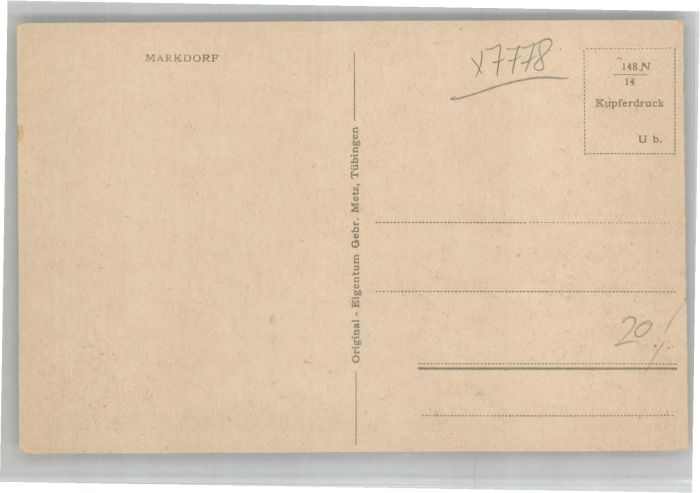 MARKDORF
x7778
148 N
14
Kupferdruck
U b.
Original - Eigentum Gebr. Metz, Tübingen
20